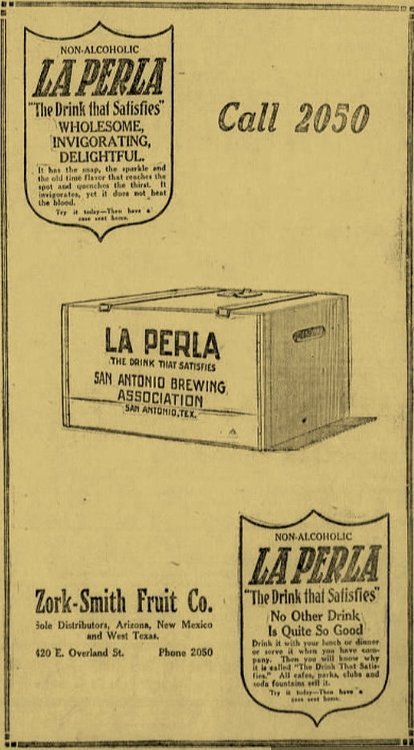 NON-ALCOHOLIC
LA PERLA
"The Drink that Satisfies"
WHOLESOME,
INVIGORATING,
DELIGHTFUL.
It has the snap, the sparkle and
the old time flavor that reaches the
spot and quenches the thirst. It
invigorates, yet it does not heat
the blood.
Try it today—Then have a
case sent home.
Call 2050
LA PERLA
THE DRINK THAT SATISFIES
SAN ANTONIO BREWING
ASSOCIATION
SAN ANTONIO, TEX.
Zork-Smith Fruit Co.
Sole Distributors, Arizona, New Mexico
and West Texas.
420 E. Overland St. Phone 2050
NON-ALCOHOLIC
LA PERLA
"The Drink that Satisfies"
No Other Drink
Is Quite So Good
Drink it with your lunch or dinner
or serve it when you have com-
pany. Then you will know why
it is called "The Drink That Satis-
fies." All cafes, parks, clubs and
soda fountains sell it.
Try it today—Then have a
case sent home.